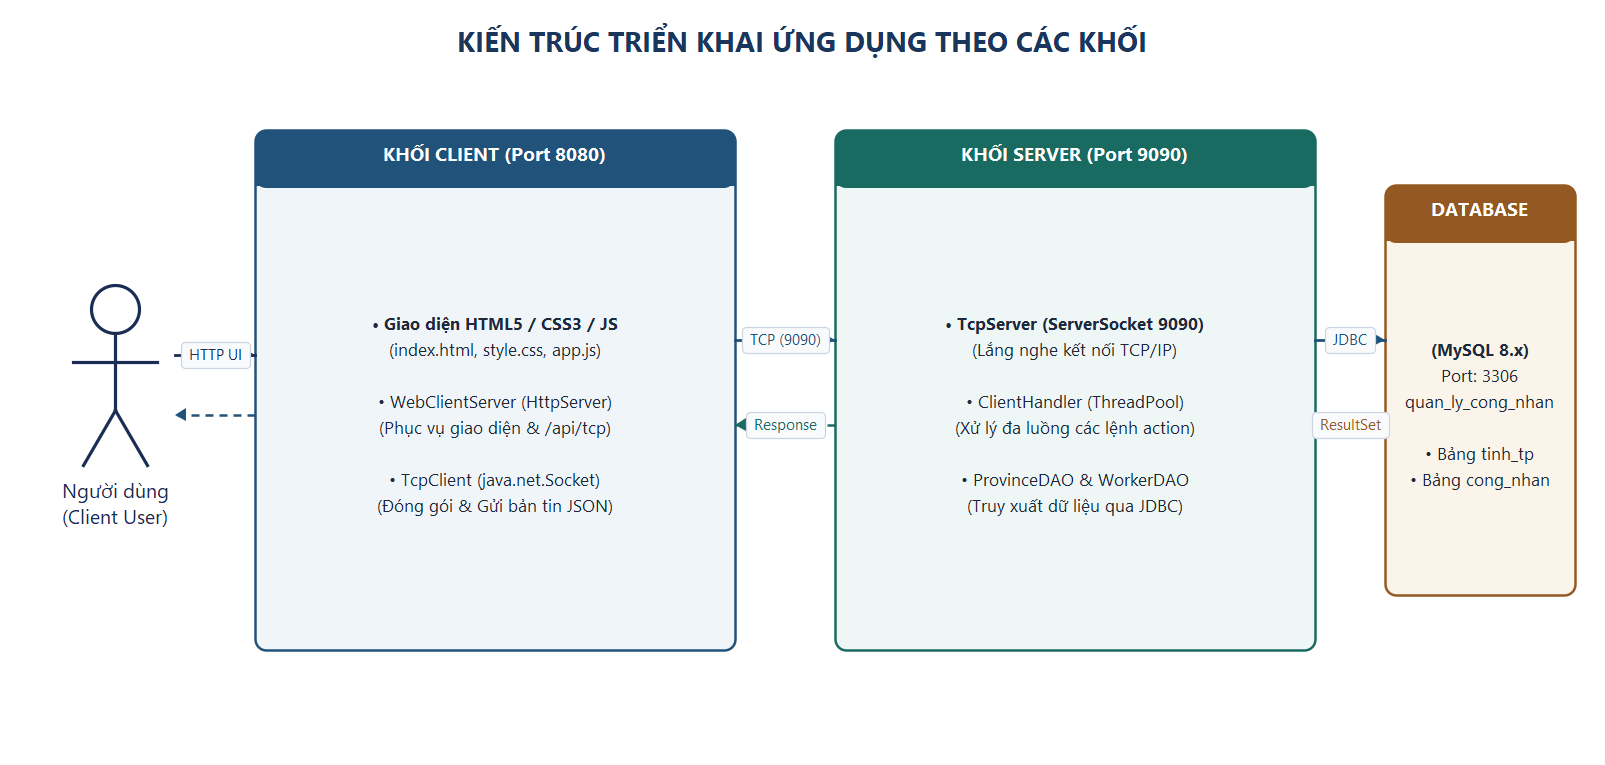 KIẾN TRÚC TRIỂN KHAI ỨNG DỤNG THEO CÁC KHỐI
Người dùng
(Client User)
HTTP UI
KHỐI CLIENT (Port 8080)
• Giao diện HTML5 / CSS3 / JS
(index.html, style.css, app.js)
• WebClientServer (HttpServer)
(Phục vụ giao diện & /api/tcp)
• TcpClient (java.net.Socket)
(Đóng gói & Gửi bản tin JSON)
TCP (9090)
Response
KHỐI SERVER (Port 9090)
• TcpServer (ServerSocket 9090)
(Lắng nghe kết nối TCP/IP)
• ClientHandler (ThreadPool)
(Xử lý đa luồng các lệnh action)
• ProvinceDAO & WorkerDAO
(Truy xuất dữ liệu qua JDBC)
JDBC
ResultSet
DATABASE
(MySQL 8.x)
Port: 3306
quan_ly_cong_nhan
• Bảng tinh_tp
• Bảng cong_nhan